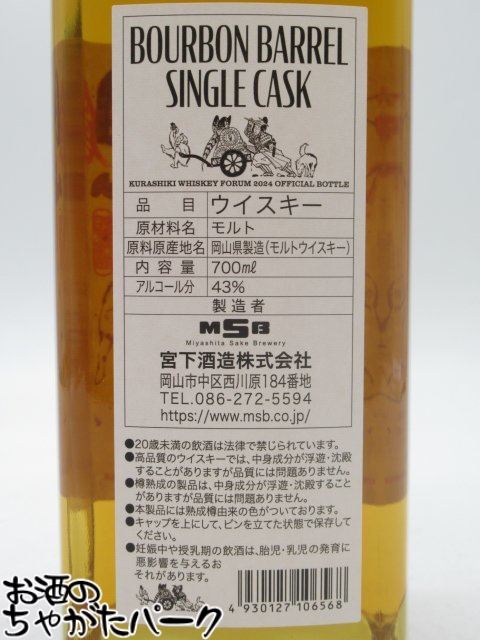 BOURBON BARREL
SINGLE CASK
KURASHIKI WHISKEY FORUM 2024 OFFICIAL BOTTLE
品目 ウイスキー
原材料名 モルト
原料原産地名 岡山県製造(モルトウイスキー)
内容量 700ml
アルコール分 43%
製造者
MSB
Miyashita Sake Brewery
宮下酒造株式会社
岡山市中区西川原184番地
TEL.086-272-5594
https://www.msb.co.jp/
●20歳未満の飲酒は法律で禁じられています。
●高品質のウイスキーでは、中身成分が浮遊・沈殿
することがありますが品質には問題ありません。
●樽熟成の製品は、中身成分が浮遊・沈殿すること
がありますが品質には問題ありません。
●本製品には熟成樽由来の色がついております。
●キャップを上にして、ビンを立てた状態で保存して
ください。
●妊娠中や授乳期の飲酒は、胎児・乳児の発育に
悪影響を与えるお
それがあります。
4 930127 106568
お酒の
ちゃがたパーク